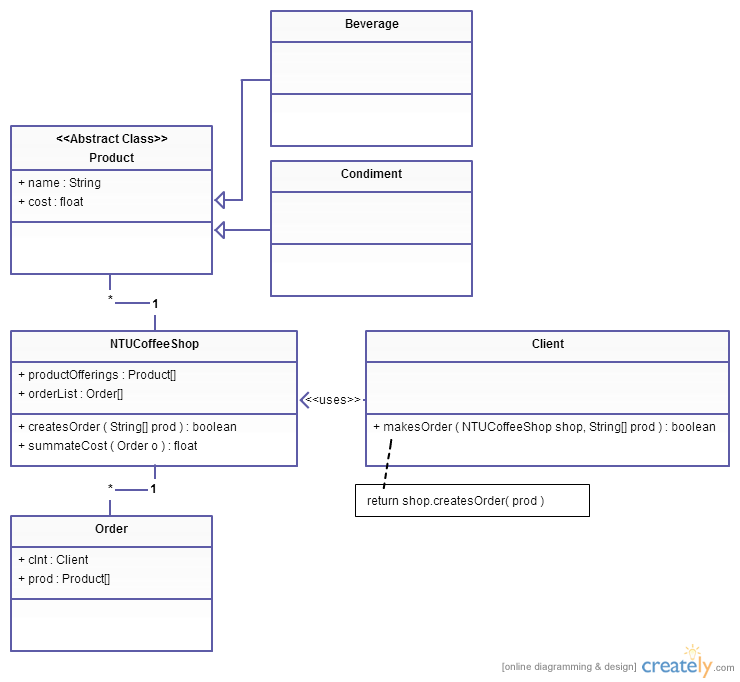 Beverage
<<Abstract Class>>
Product
+ name : String
+ cost : float
Condiment
* 1
NTUCoffeeShop
+ productOfferings : Product[]
+ orderList : Order[]
+ createsOrder ( String[] prod ) : boolean
+ summateCost ( Order o ) : float
<<uses>>
Client
+ makesOrder ( NTUCoffeeShop shop, String[] prod ) : boolean
return shop.createsOrder( prod )
* 1
Order
+ clnt : Client
+ prod : Product[]
[online diagramming & design] creately.com